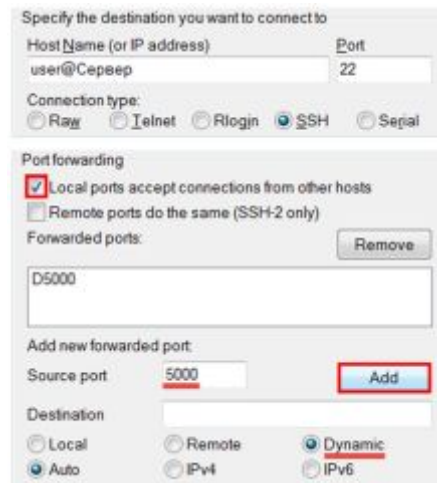 Specify the destination you want to connect to
Host Name (or IP address) Port
user@Сервер 22
Connection type:
Raw Telnet Rlogin SSH Serial
Port forwarding
Local ports accept connections from other hosts
Remote ports do the same (SSH-2 only)
Forwarded ports: Remove
D5000
Add new forwarded port:
Source port 5000 Add
Destination
Local Remote Dynamic
Auto IPv4 IPv6